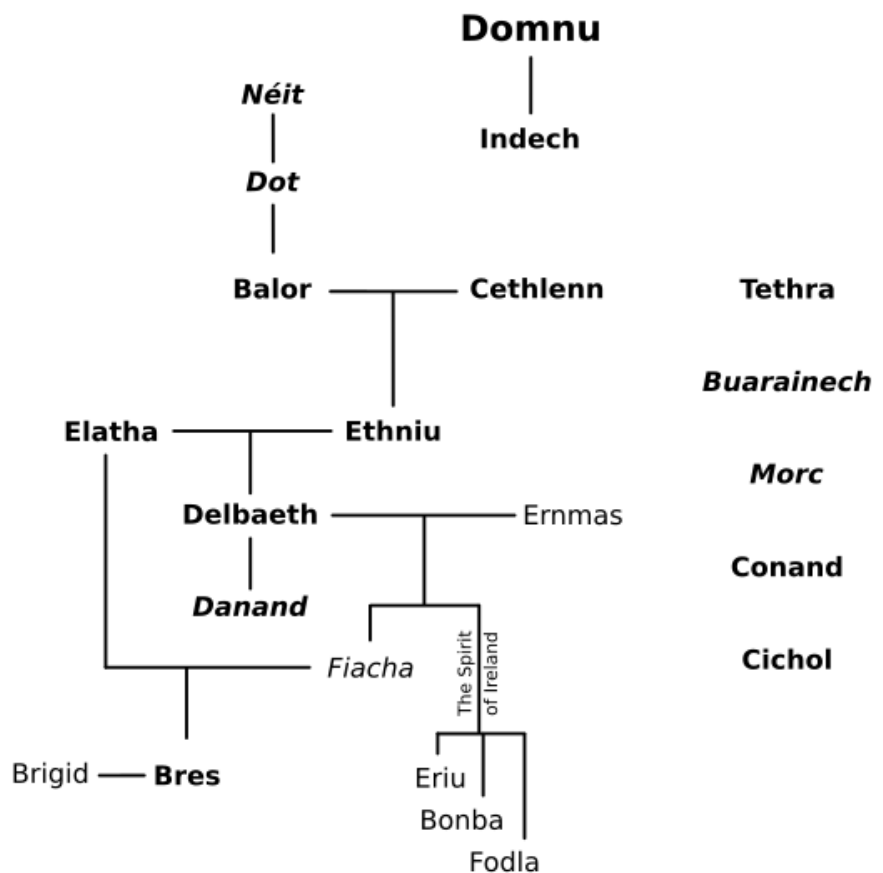 Domnu
Néit
Indech
Dot
Balor
Cethlenn
Tethra
Buarainech
Elatha
Ethniu
Morc
Delbaeth
Ernmas
Conand
Danand
Fiacha
The Spirit
of Ireland
Cichol
Brigid
Bres
Eriu
Bonba
Fodla